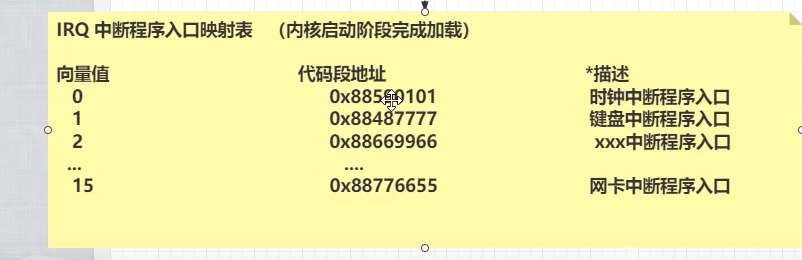 IRQ 中断程序入口映射表 （内核启动阶段完成加载）
向量值 代码段地址 *描述
0 时钟中断程序入口
1 0x88487777 键盘中断程序入口
2 0x88669966 xxx中断程序入口
... ....
15 0x88776655 网卡中断程序入口